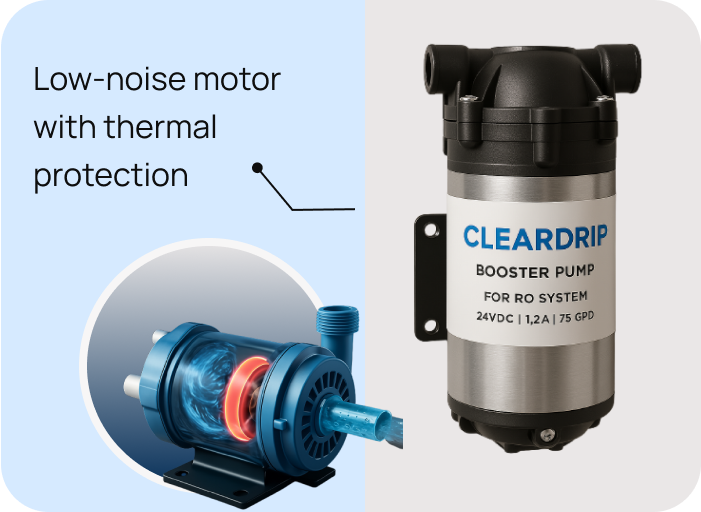 Low-noise motor
with thermal
protection
CLEARDRIP
BOOSTER PUMP
FOR RO SYSTEM
24VDC | 1,2A | 75 GPD